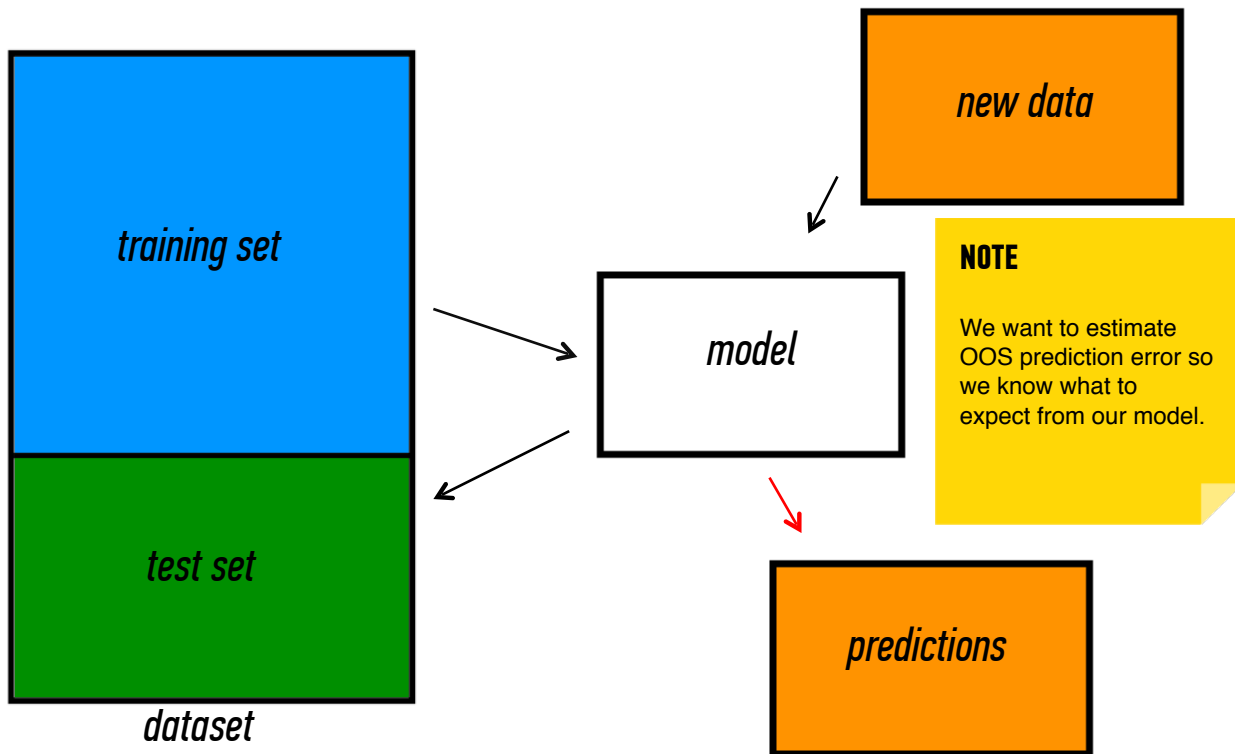 new data
training set
NOTE
We want to estimate
OOS prediction error so
we know what to
expect from our model.
model
test set
predictions
dataset